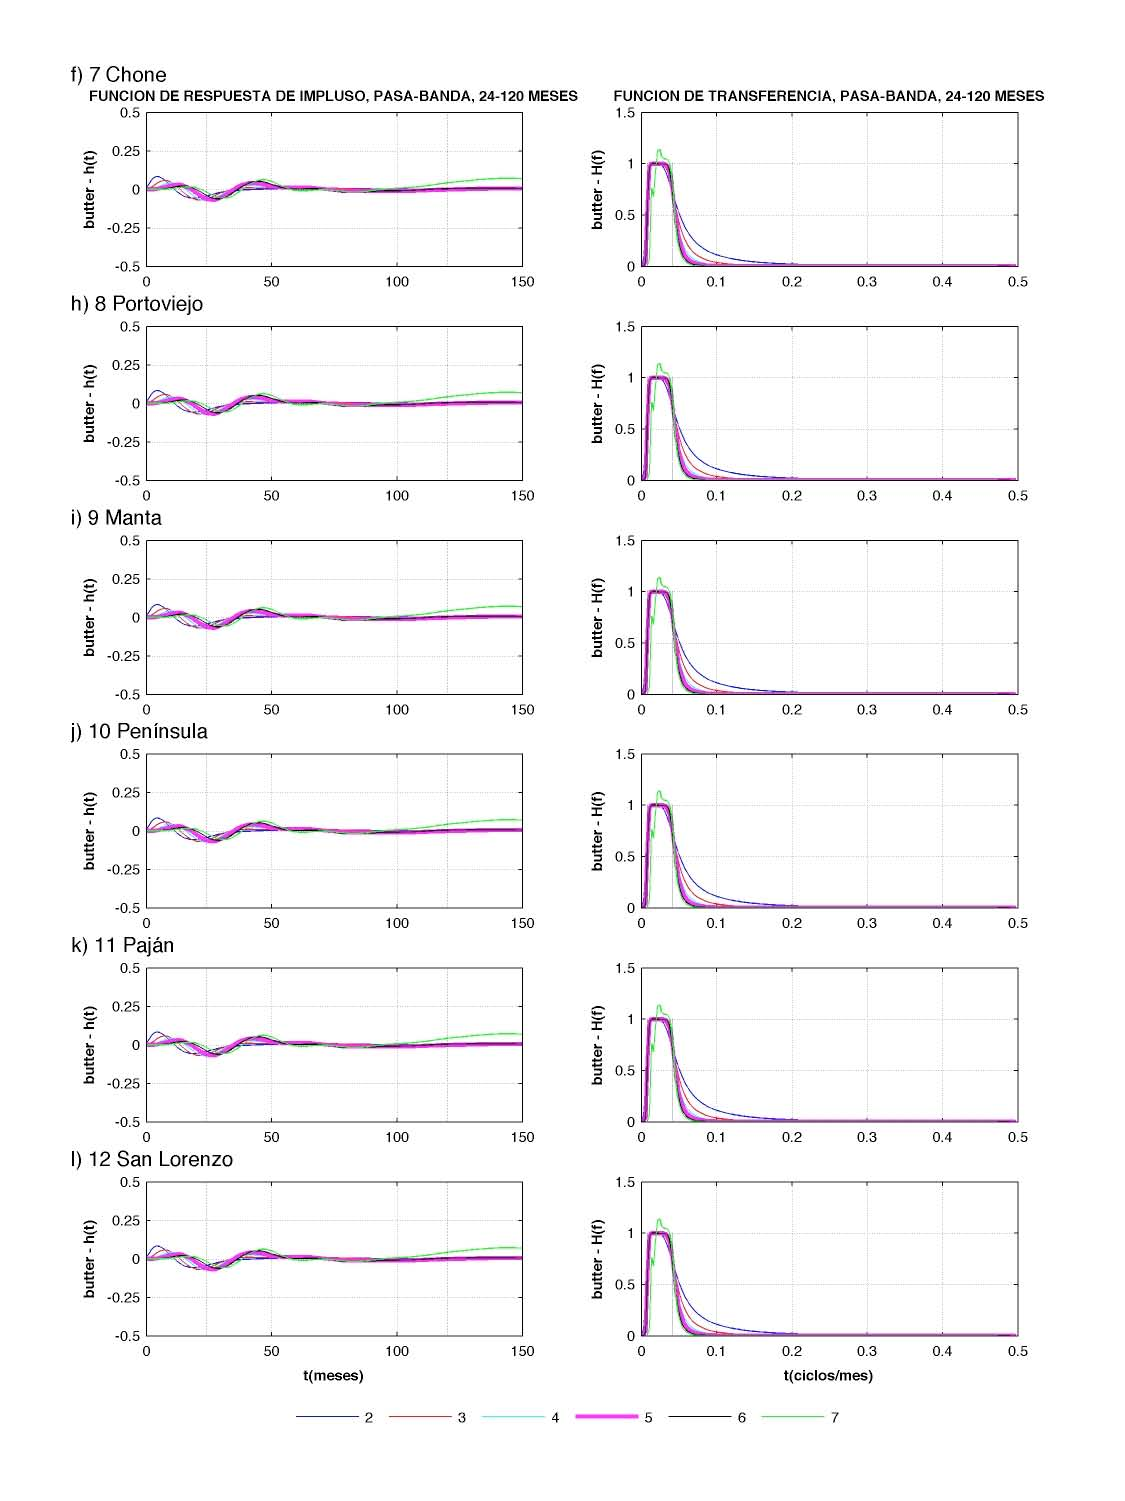 f) 7 Chone
FUNCION DE RESPUESTA DE IMPLUSO, PASA-BANDA, 24-120 MESES
FUNCION DE TRANSFERENCIA, PASA-BANDA, 24-120 MESES
butter - h(t)
0.5
0.25
0
-0.25
-0.5
0 50 100 150
butter - H(f)
1.5
1
0.5
0
0 0.1 0.2 0.3 0.4 0.5
h) 8 Portoviejo
butter - h(t)
0.5
0.25
0
-0.25
-0.5
0 50 100 150
butter - H(f)
1.5
1
0.5
0
0 0.1 0.2 0.3 0.4 0.5
i) 9 Manta
butter - h(t)
0.5
0.25
0
-0.25
-0.5
0 50 100 150
butter - H(f)
1.5
1
0.5
0
0 0.1 0.2 0.3 0.4 0.5
j) 10 Península
butter - h(t)
0.5
0.25
0
-0.25
-0.5
0 50 100 150
butter - H(f)
1.5
1
0.5
0
0 0.1 0.2 0.3 0.4 0.5
k) 11 Paján
butter - h(t)
0.5
0.25
0
-0.25
-0.5
0 50 100 150
butter - H(f)
1.5
1
0.5
0
0 0.1 0.2 0.3 0.4 0.5
l) 12 San Lorenzo
butter - h(t)
0.5
0.25
0
-0.25
-0.5
0 50 100 150
t(meses)
butter - H(f)
1.5
1
0.5
0
0 0.1 0.2 0.3 0.4 0.5
t(ciclos/mes)
2 3 4 5 6 7